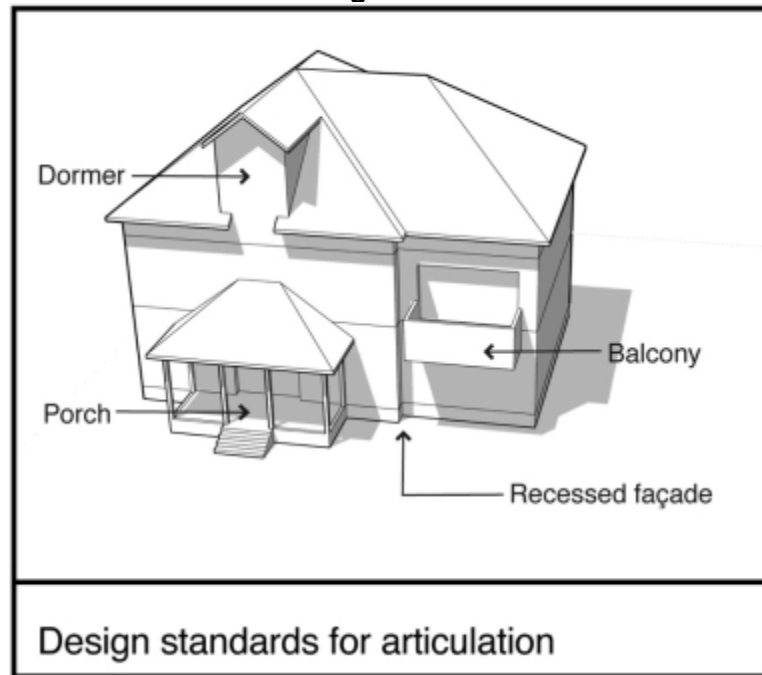 Dormer
Balcony
Porch
Recessed façade
Design standards for articulation